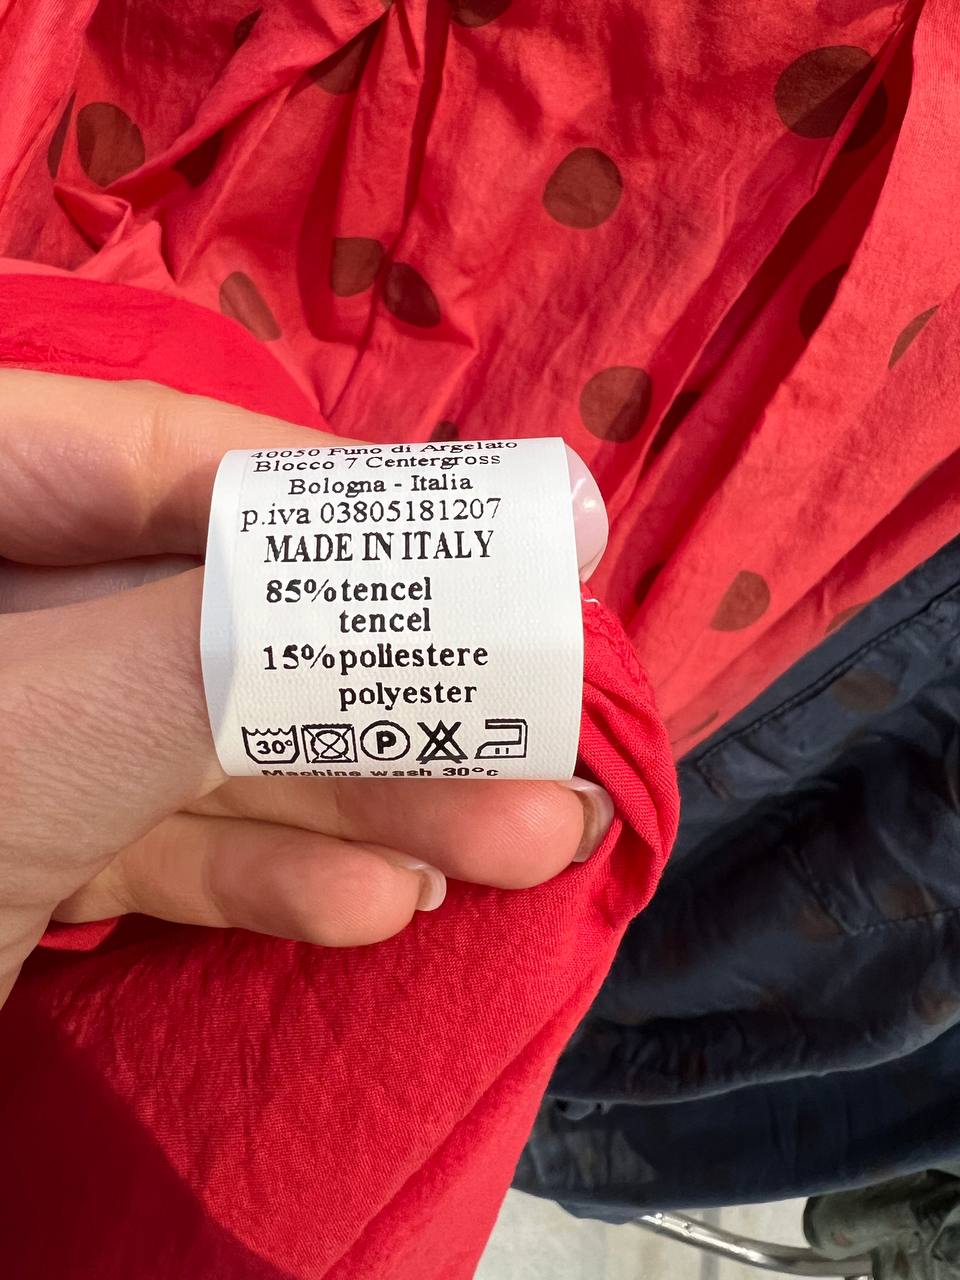 40050 Funo di Argelato
Blocco 7 Centergross
Bologna - Italia
p.iva 03805181207
MADE IN ITALY
85% tencel
tencel
15% poliestere
polyester
30° P
Machine wash 30°c